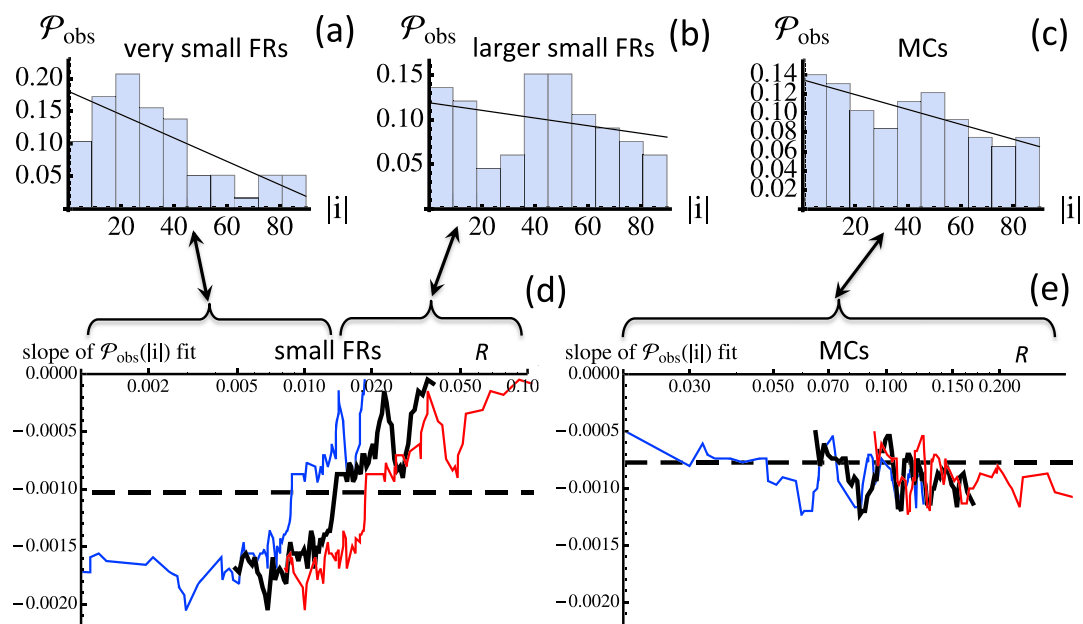 𝒫obs very small FRs (a)
0.20
0.15
0.10
0.05
20 40 60 80 |i|
𝒫obs larger small FRs (b)
0.15
0.10
0.05
20 40 60 80 |i|
𝒫obs MCs (c)
0.14
0.12
0.10
0.08
0.06
0.04
0.02
20 40 60 80 |i|
(d)
slope of 𝒫obs(|i|) fit small FRs R
0.0000
0.002 0.005 0.010 0.020 0.050 0.10
−0.0005
−0.0010
−0.0015
−0.0020
(e)
slope of 𝒫obs(|i|) fit MCs R
0.0000
0.030 0.050 0.070 0.100 0.150 0.200
−0.0005
−0.0010
−0.0015
−0.0020